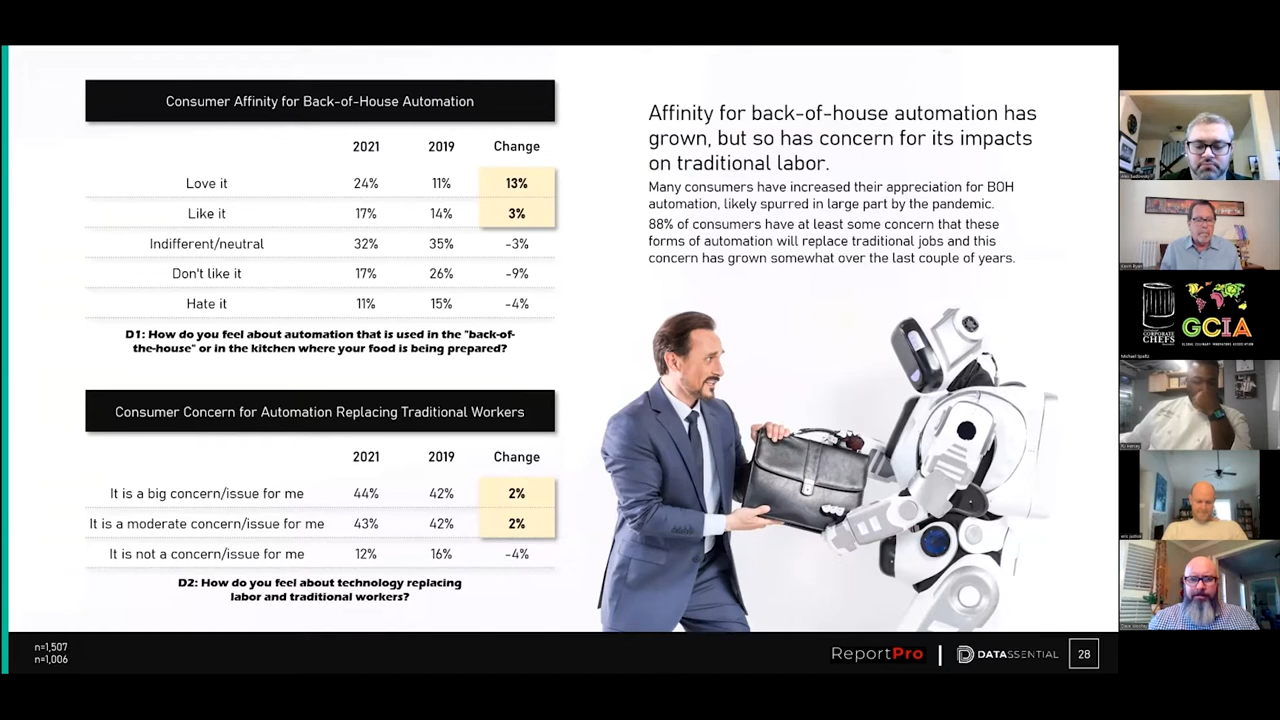 Consumer Affinity for Back-of-House Automation
2021 2019 Change
Love it 24% 11% 13%
Like it 17% 14% 3%
Indifferent/neutral 32% 35% -3%
Don't like it 17% 26% -9%
Hate it 11% 15% -4%
D1: How do you feel about automation that is used in the "back-of-
the-house" or in the kitchen where your food is being prepared?
Consumer Concern for Automation Replacing Traditional Workers
2021 2019 Change
It is a big concern/issue for me 44% 42% 2%
It is a moderate concern/issue for me 43% 42% 2%
It is not a concern/issue for me 12% 16% -4%
D2: How do you feel about technology replacing
labor and traditional workers?
Affinity for back-of-house automation has
grown, but so has concern for its impacts
on traditional labor.
Many consumers have increased their appreciation for BOH
automation, likely spurred in large part by the pandemic.
88% of consumers have at least some concern that these
forms of automation will replace traditional jobs and this
concern has grown somewhat over the last couple of years.
n=1,507
n=1,006
ReportPro
DATASSENTIAL
28
Kevin Ryan
CORPORATE
CHEFS
GCIA
GLOBAL CULINARY INNOVATORS ASSOCIATION
Michael Spaltz